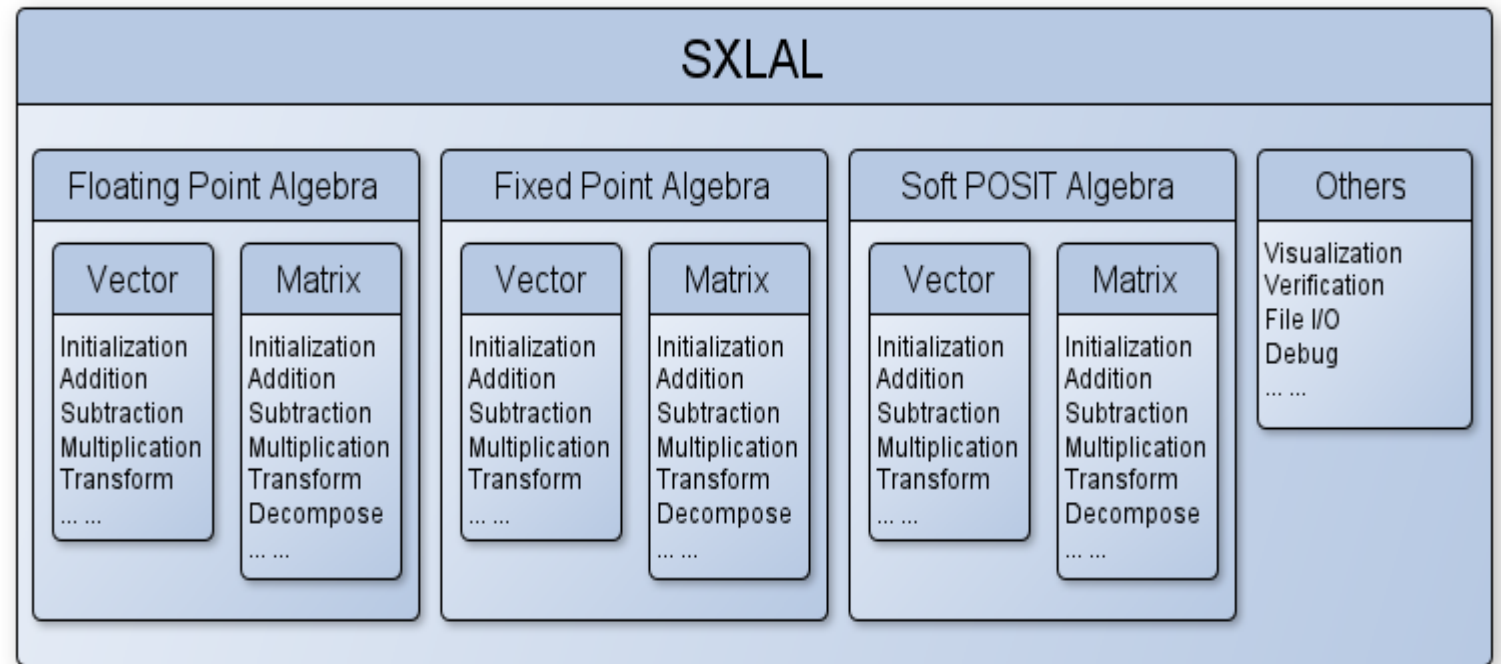 SXLAL
Floating Point Algebra
Vector
Initialization
Addition
Subtraction
Multiplication
Transform
... ...
Matrix
Initialization
Addition
Subtraction
Multiplication
Transform
Decompose
... ...
Fixed Point Algebra
Vector
Initialization
Addition
Subtraction
Multiplication
Transform
... ...
Matrix
Initialization
Addition
Subtraction
Multiplication
Transform
Decompose
... ...
Soft POSIT Algebra
Vector
Initialization
Addition
Subtraction
Multiplication
Transform
... ...
Matrix
Initialization
Addition
Subtraction
Multiplication
Transform
Decompose
... ...
Others
Visualization
Verification
File I/O
Debug
... ...